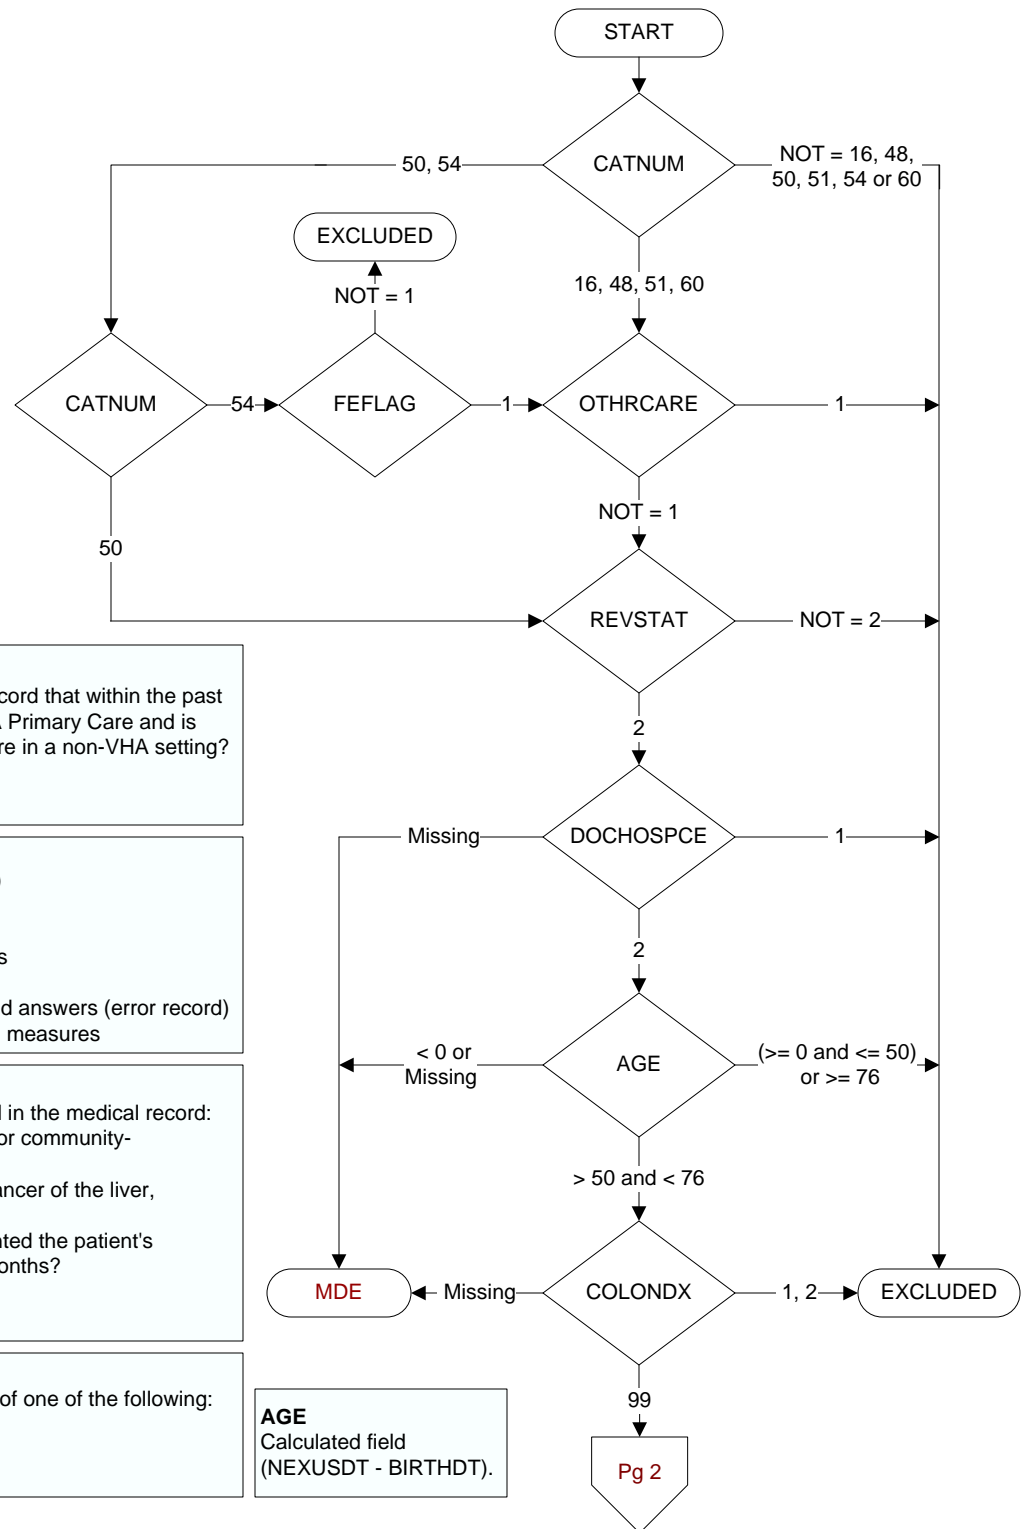 START
CATNUM
50, 54
NOT = 16, 48,
50, 51, 54 or 60
EXCLUDED
NOT = 1
16, 48, 51, 60
CATNUM
54
FEFLAG
1
OTHRCARE
1
NOT = 1
50
REVSTAT
NOT = 2
2
cord that within the past
Primary Care and is
re in a non-VHA setting?
Missing
DOCHOSPCE
1
s
d answers (error record)
measures
2
< 0 or
Missing
AGE
(>= 0 and <= 50)
or >= 76
in the medical record:
or community-
ancer of the liver,
nted the patient's
onths?
> 50 and < 76
MDE
Missing
COLONDX
1, 2
EXCLUDED
of one of the following:
99
AGE
Calculated field
(NEXUSDT - BIRTHDT).
Pg 2